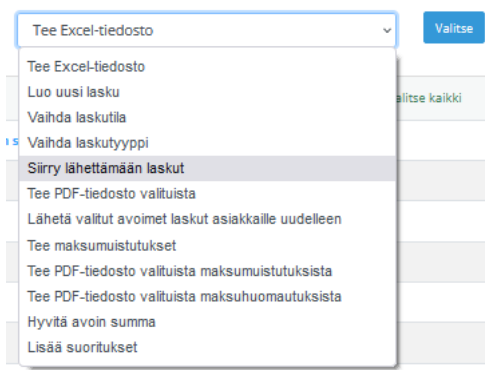 Tee Excel-tiedosto
Valitse
Tee Excel-tiedosto
Luo uusi lasku
Vaihda laskutila
Vaihda laskutyyppi
Siirry lähettämään laskut
Tee PDF-tiedosto valituista
Lähetä valitut avoimet laskut asiakkaille uudelleen
Tee maksumuistutukset
Tee PDF-tiedosto valituista maksumuistutuksista
Tee PDF-tiedosto valituista maksuhuomautuksista
Hyvitä avoin summa
Lisää suoritukset
alitse kaikki